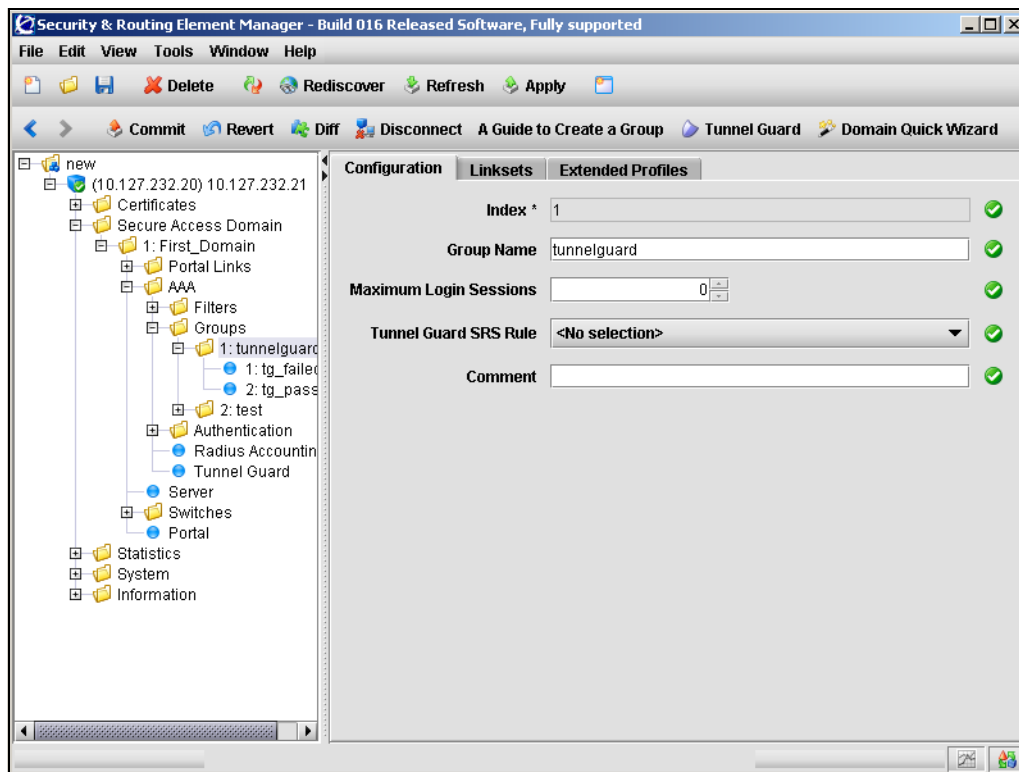 Security & Routing Element Manager - Build 016 Released Software, Fully supported
File Edit View Tools Window Help
Delete Rediscover Refresh Apply
Commit Revert Diff Disconnect A Guide to Create a Group Tunnel Guard Domain Quick Wizard
new
(10.127.232.20) 10.127.232.21
Certificates
Secure Access Domain
1: First_Domain
Portal Links
AAA
Filters
Groups
1: tunnelguard
1: tg_failed
2: tg_pass
2: test
Authentication
Radius Accountin
Tunnel Guard
Server
Switches
Portal
Statistics
System
Information
Configuration Linksets Extended Profiles
Index * 1
Group Name tunnelguard
Maximum Login Sessions 0
Tunnel Guard SRS Rule <No selection>
Comment